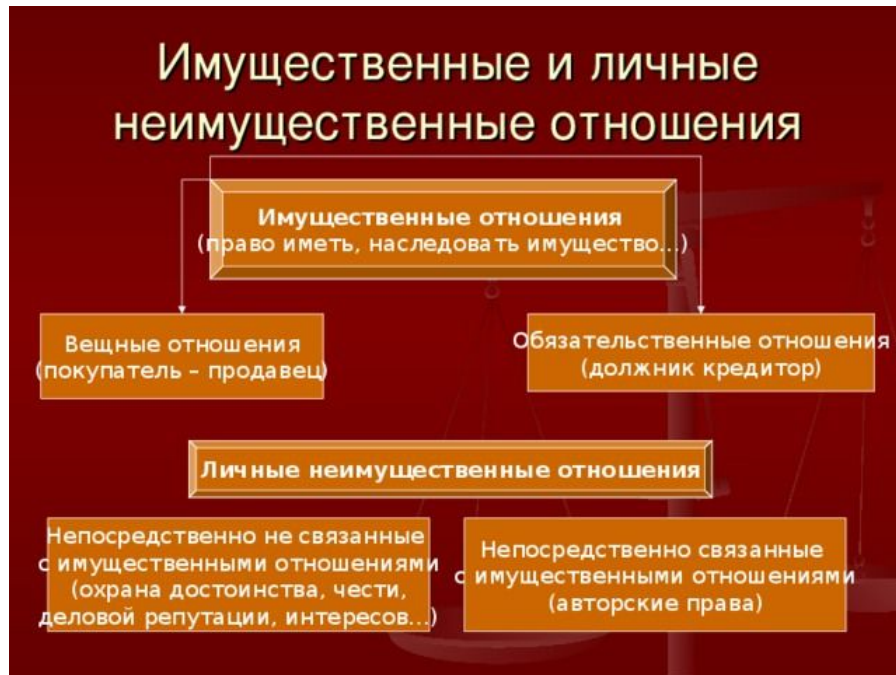 Имущественные и личные
неимущественные отношения
Имущественные отношения
(право иметь, наследовать имущество...)
Вещные отношения
(покупатель – продавец)
Обязательственные отношения
(должник кредитор)
Личные неимущественные отношения
Непосредственно не связанные
с имущественными отношениями
(охрана достоинства, чести,
деловой репутации, интересов...)
Непосредственно связанные
с имущественными отношениями
(авторские права)